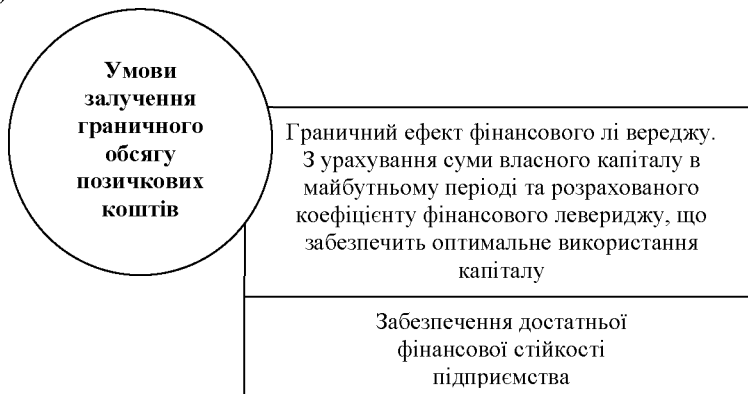 Умови
залучення
граничного
обсягу
позичкових
коштів
Граничний ефект фінансового лі вереджу.
З урахування суми власного капіталу в
майбутньому періоді та розрахованого
коефіцієнту фінансового левериджу, що
забезпечить оптимальне використання
капіталу
Забезпечення достатньої
фінансової стійкості
підприємства